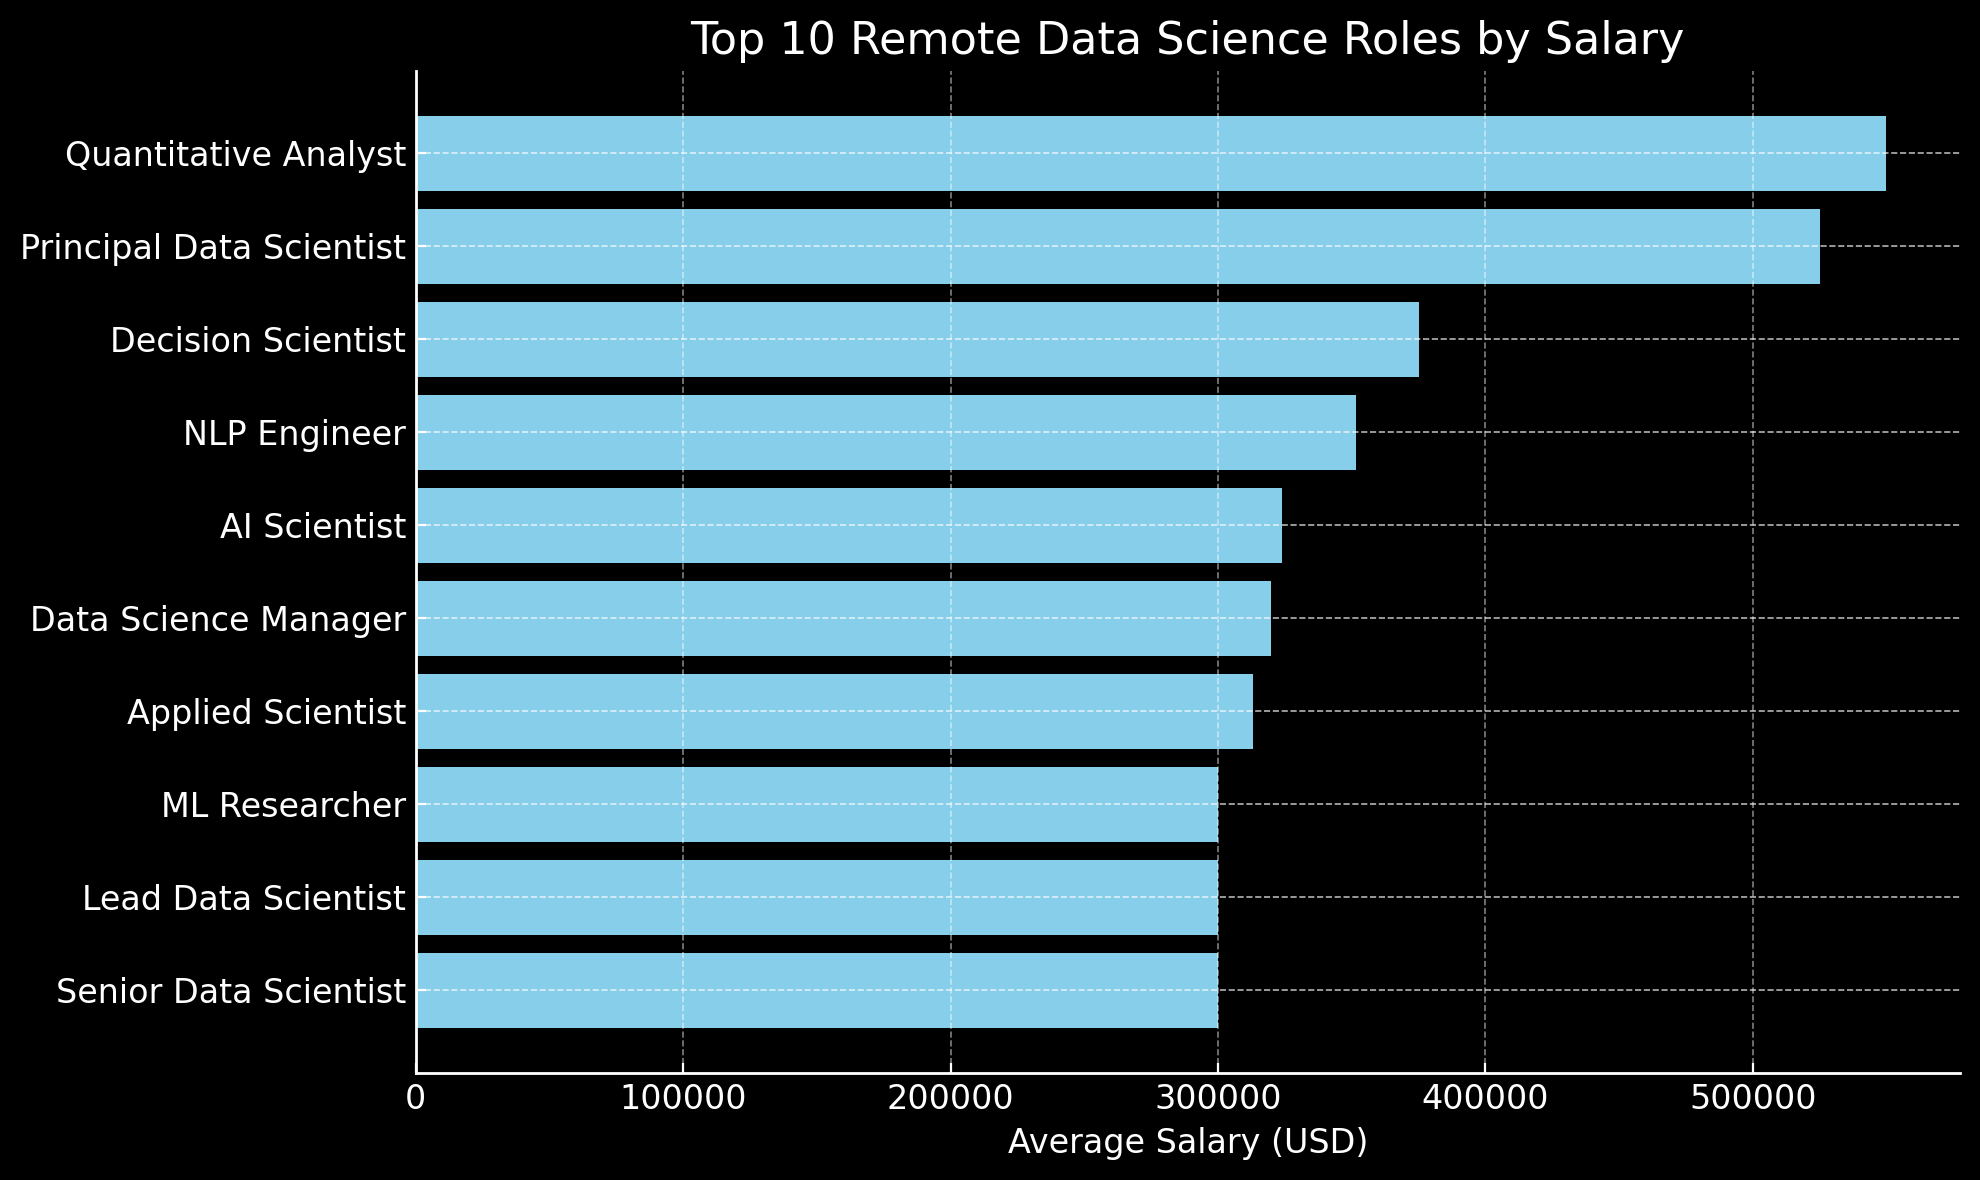 Top 10 Remote Data Science Roles by Salary
Quantitative Analyst
Principal Data Scientist
Decision Scientist
NLP Engineer
AI Scientist
Data Science Manager
Applied Scientist
ML Researcher
Lead Data Scientist
Senior Data Scientist
0 100000 200000 300000 400000 500000
Average Salary (USD)